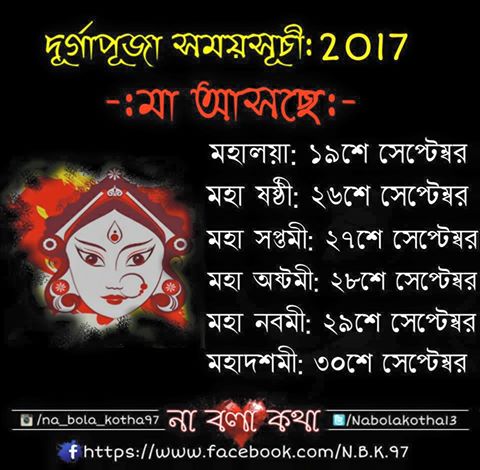 দূর্গাপূজা সময়সূচী: 2017
-:মা আসছে:-
মহালয়া: ১৯শে সেপ্টেম্বর
মহা ষষ্ঠী: ২৬শে সেপ্টেম্বর
মহা সপ্তমী: ২৭শে সেপ্টেম্বর
মহা অষ্টমী: ২৮শে সেপ্টেম্বর
মহা নবমী: ২৯শে সেপ্টেম্বর
মহাদশমী: ৩০শে সেপ্টেম্বর
/na_bola_kotha97 না বলা কথা /Nabolakotha13
https://www.facebook.com/N.B.K.97